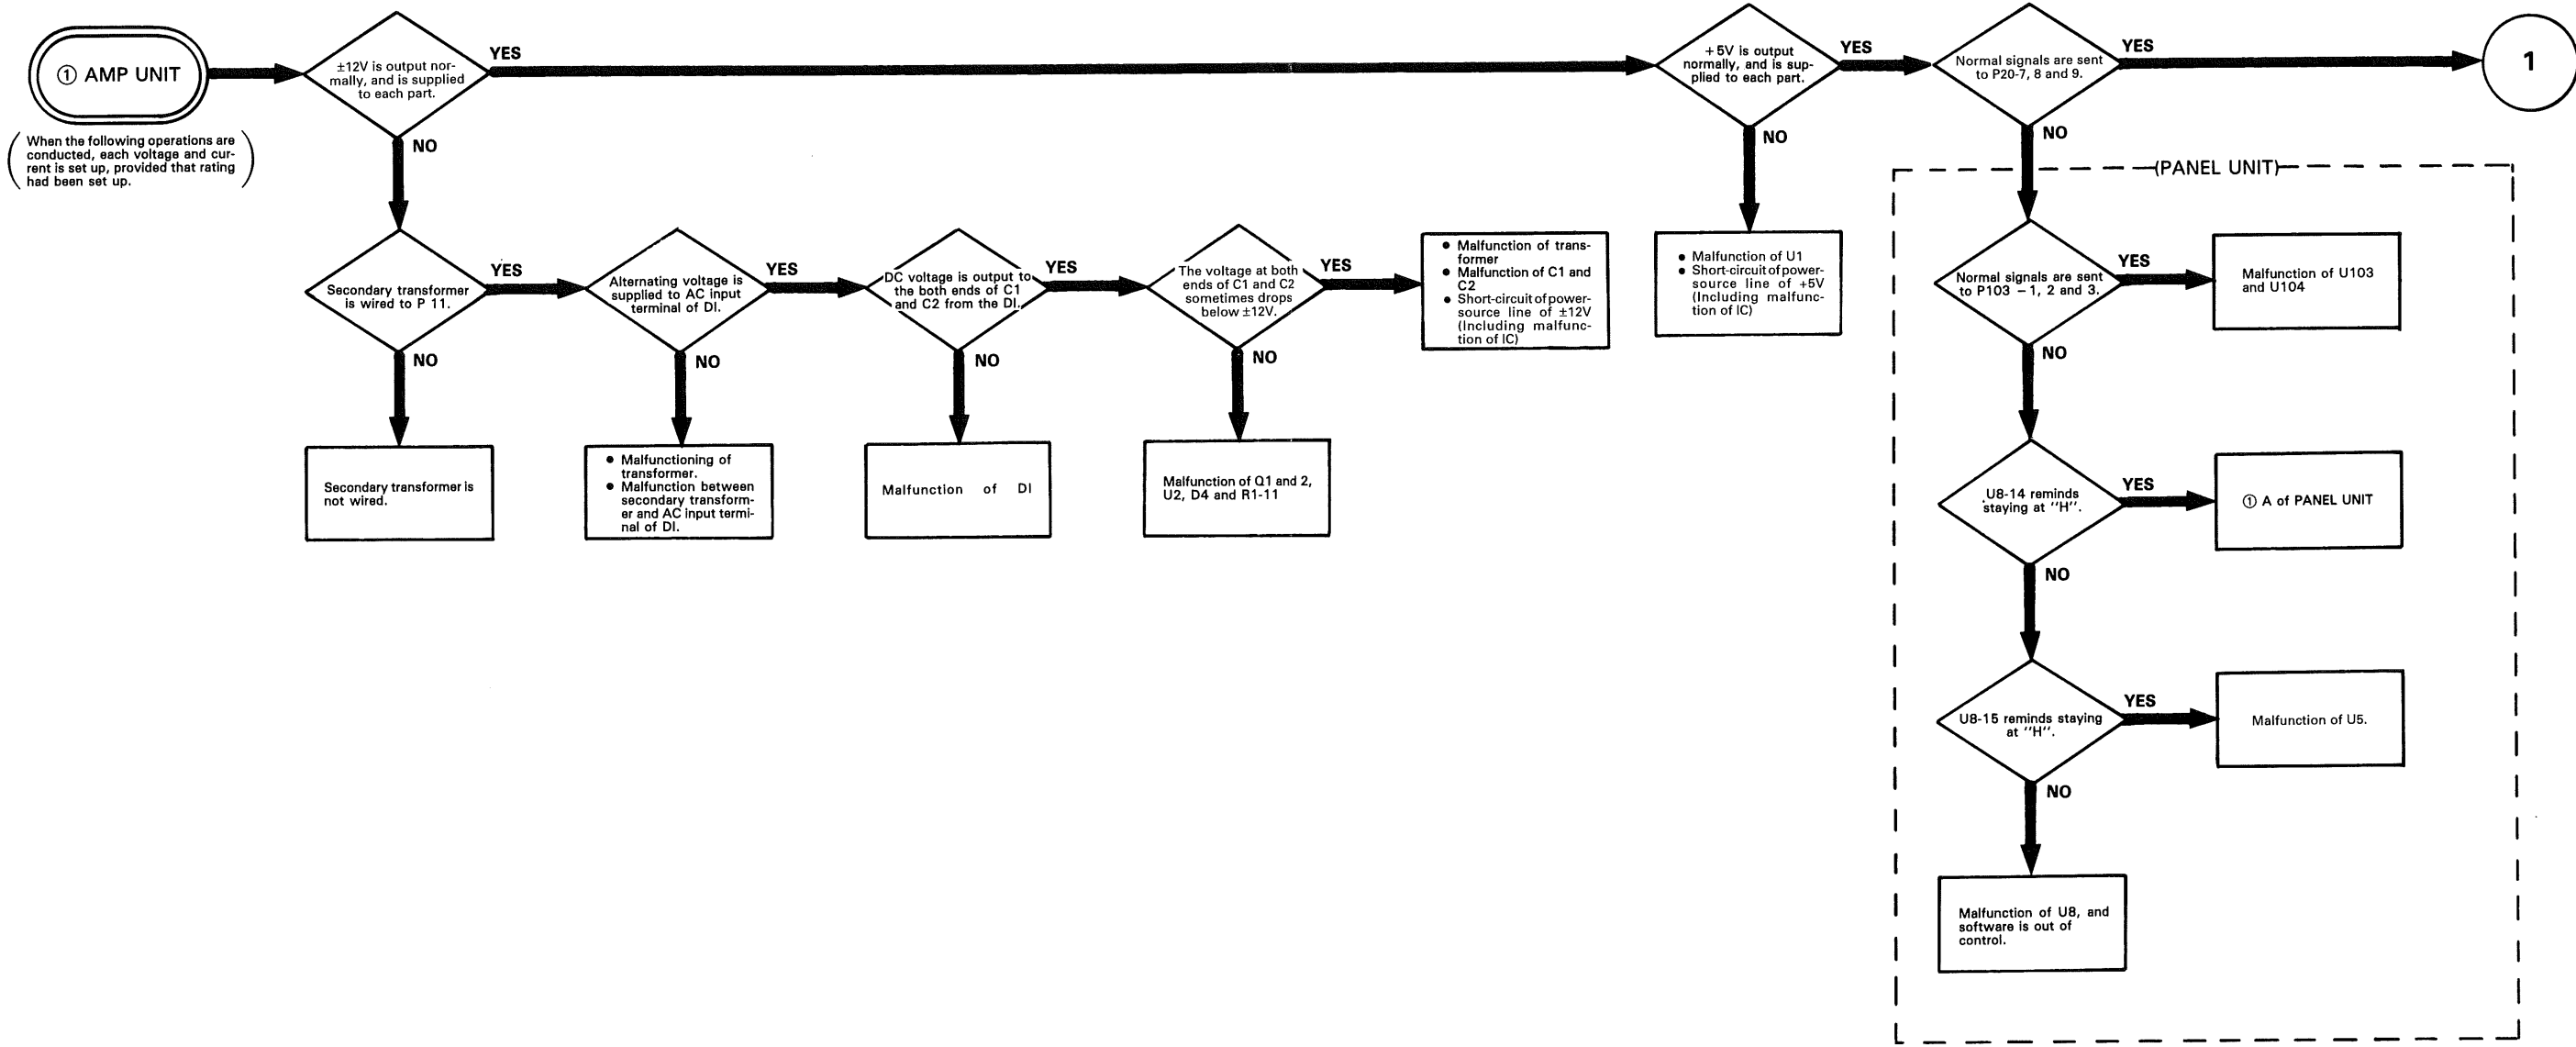 ① AMP UNIT
(When the following operations are
conducted, each voltage and cur-
rent is set up, provided that rating
had been set up.)
±12V is output nor-
mally, and is supplied
to each part.
YES
NO
+5V is output
normally, and is sup-
plied to each part.
YES
NO
Normal signals are sent
to P20-7, 8 and 9.
YES
NO
1
Secondary transformer
is wired to P 11.
YES
NO
Alternating voltage is
supplied to AC input
terminal of DI.
YES
NO
DC voltage is output to
the both ends of C1
and C2 from the DI.
YES
NO
The voltage at both
ends of C1 and C2
sometimes drops
below ±12V.
YES
NO
● Malfunction of trans-
former
● Malfunction of C1 and
C2
● Short-circuit of power-
source line of ±12V
(Including malfunc-
tion of IC)
● Malfunction of U1
● Short-circuit of power-
source line of +5V
(Including malfunc-
tion of IC)
Secondary transformer is
not wired.
● Malfunctioning of
transformer.
● Malfunction between
secondary transform-
er and AC input termi-
nal of DI.
Malfunction of DI
Malfunction of Q1 and 2,
U2, D4 and R1-11
(PANEL UNIT)
Normal signals are sent
to P103 – 1, 2 and 3.
YES
NO
Malfunction of U103
and U104
U8-14 reminds
staying at "H".
YES
NO
① A of PANEL UNIT
U8-15 reminds staying
at "H".
YES
NO
Malfunction of U5.
Malfunction of U8, and
software is out of
control.